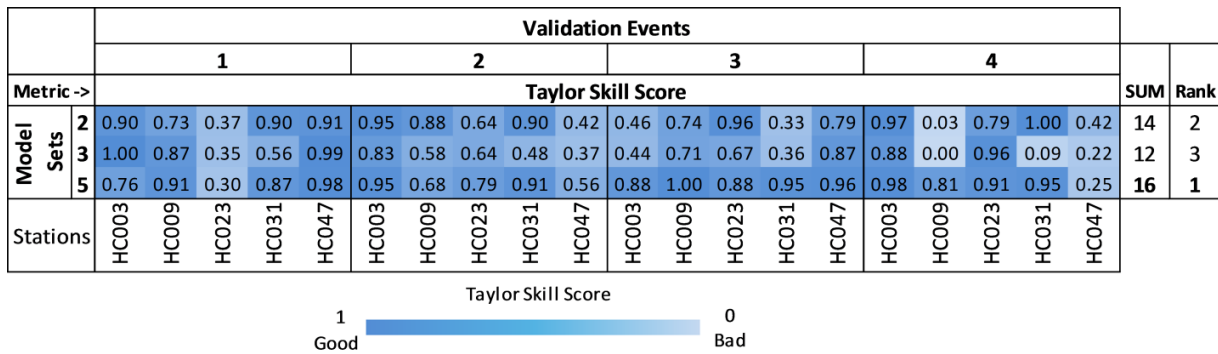 Validation Events
1 2 3 4
Metric -> Taylor Skill Score SUM Rank
Model Sets
2 0.90 0.73 0.37 0.90 0.91 0.95 0.88 0.64 0.90 0.42 0.46 0.74 0.96 0.33 0.79 0.97 0.03 0.79 1.00 0.42 14 2
3 1.00 0.87 0.35 0.56 0.99 0.83 0.58 0.64 0.48 0.37 0.44 0.71 0.67 0.36 0.87 0.88 0.00 0.96 0.09 0.22 12 3
5 0.76 0.91 0.30 0.87 0.98 0.95 0.68 0.79 0.91 0.56 0.88 1.00 0.88 0.95 0.96 0.98 0.81 0.91 0.95 0.25 16 1
Stations HC003 HC009 HC023 HC031 HC047 HC003 HC009 HC023 HC031 HC047 HC003 HC009 HC023 HC031 HC047 HC003 HC009 HC023 HC031 HC047
Taylor Skill Score
1 0
Good Bad